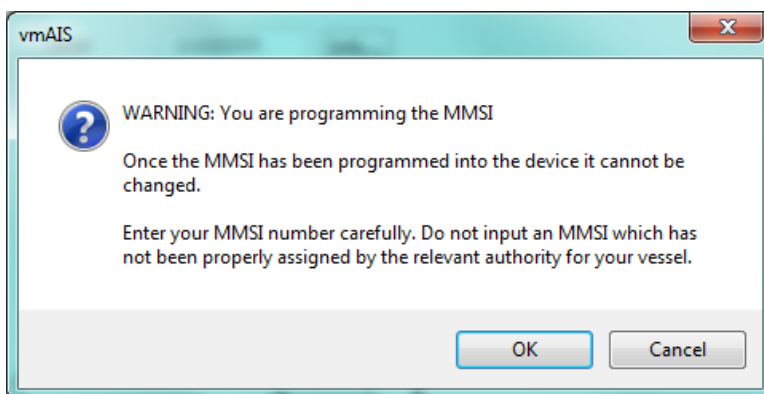 vmAIS
WARNING: You are programming the MMSI
Once the MMSI has been programmed into the device it cannot be
changed.
Enter your MMSI number carefully. Do not input an MMSI which has
not been properly assigned by the relevant authority for your vessel.
OK
Cancel